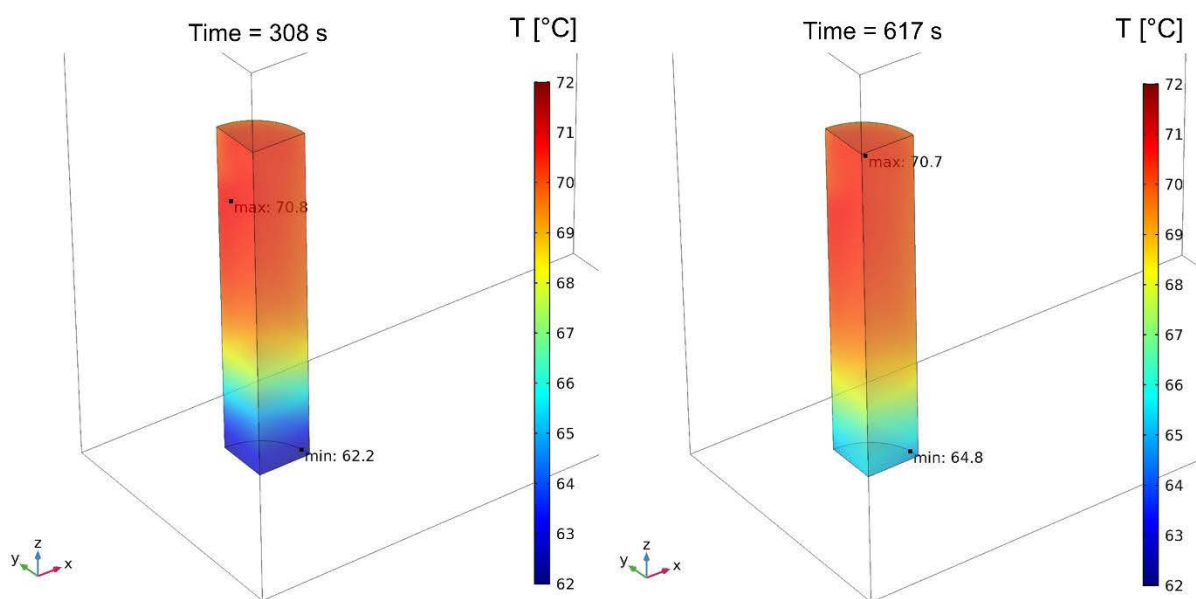 Time = 308 s
T [°C]
72
71
70
69
68
67
66
65
64
63
62
max: 70.8
min: 62.2
z
y
x
Time = 617 s
T [°C]
72
71
70
69
68
67
66
65
64
63
62
max: 70.7
min: 64.8
z
y
x